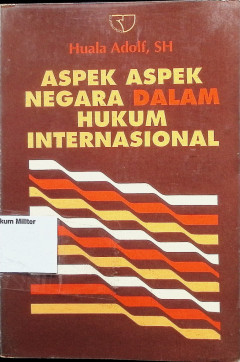 Huala Adolf, SH
ASPEK ASPEK
NEGARA DALAM
HUKUM
INTERNASIONAL
kum Militer